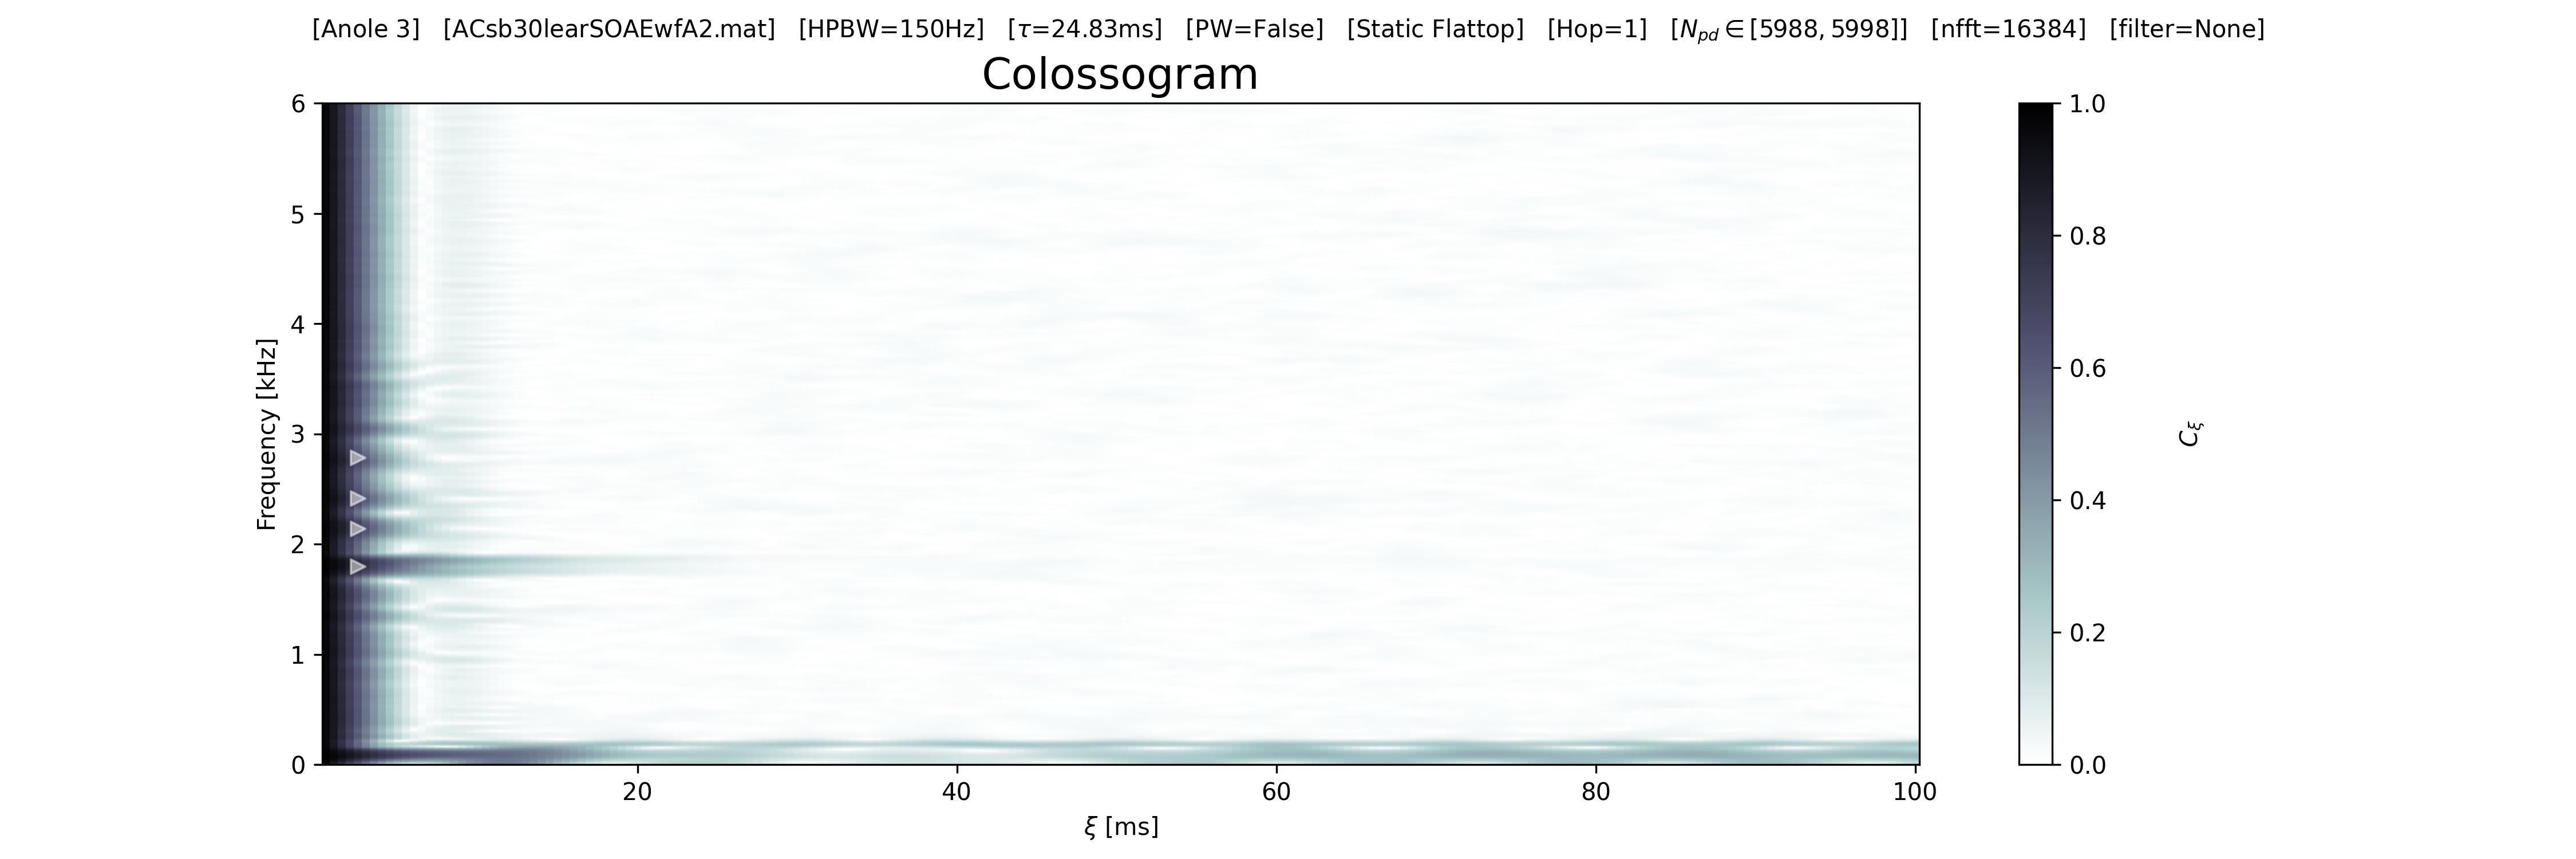 [Anole 3] [ACsb30learSOAEwfA2.mat] [HPBW=150Hz] [τ=24.83ms] [PW=False] [Static Flattop] [Hop=1] [N_pd ∈ [5988, 5998]] [nfft=16384] [filter=None]
Colossogram
6
5
4
3
2
1
0
Frequency [kHz]
20 40 60 80 100
ξ [ms]
1.0
0.8
0.6
0.4
0.2
0.0
C_ξ